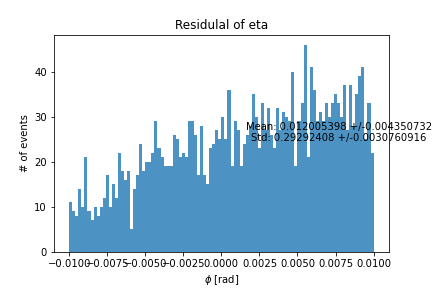 Residulal of eta
# of events
40
30
20
10
0
Mean: 0.012005398 +/-0.004350732
Std: 0.29292408 +/-0.0030760916
−0.0100 −0.0075 −0.0050 −0.0025 0.0000 0.0025 0.0050 0.0075 0.0100
ϕ [rad]